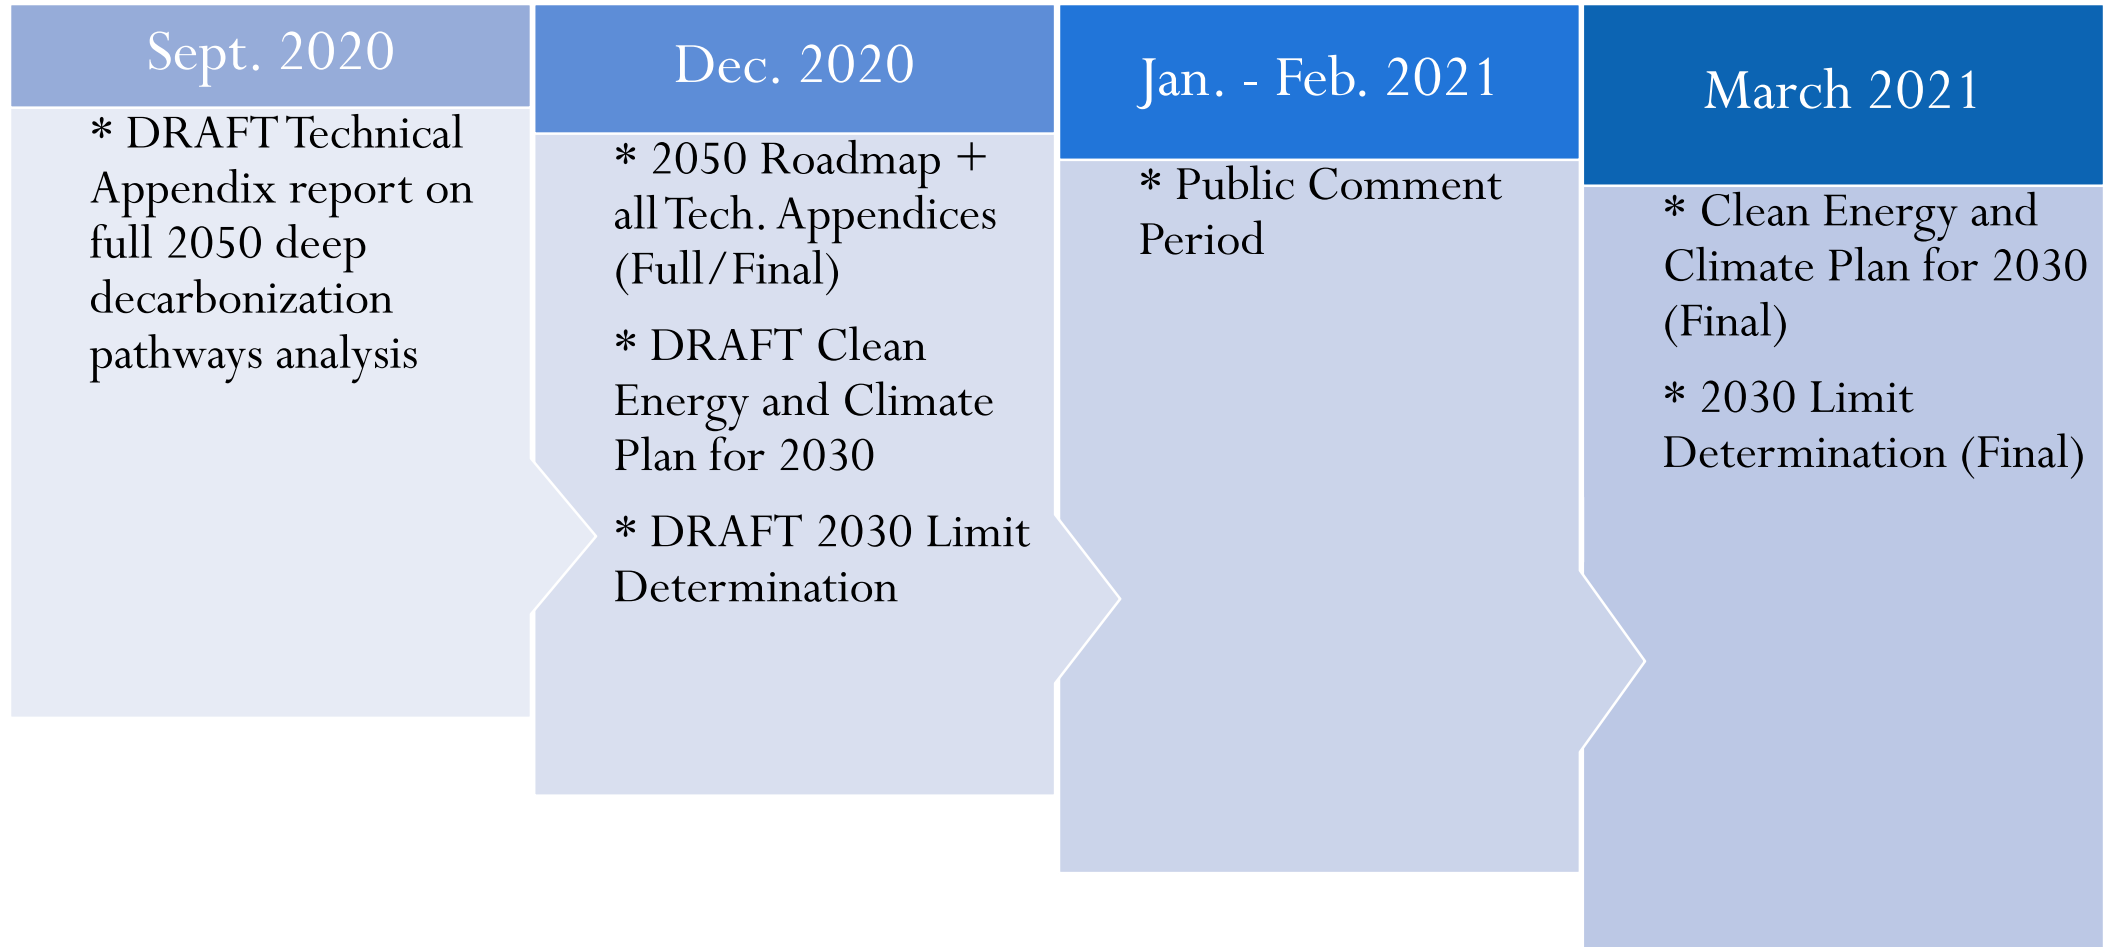 Sept. 2020
* DRAFT Technical
Appendix report on
full 2050 deep
decarbonization
pathways analysis
Dec. 2020
* 2050 Roadmap +
all Tech. Appendices
(Full/Final)
* DRAFT Clean
Energy and Climate
Plan for 2030
* DRAFT 2030 Limit
Determination
Jan. - Feb. 2021
* Public Comment
Period
March 2021
* Clean Energy and
Climate Plan for 2030
(Final)
* 2030 Limit
Determination (Final)